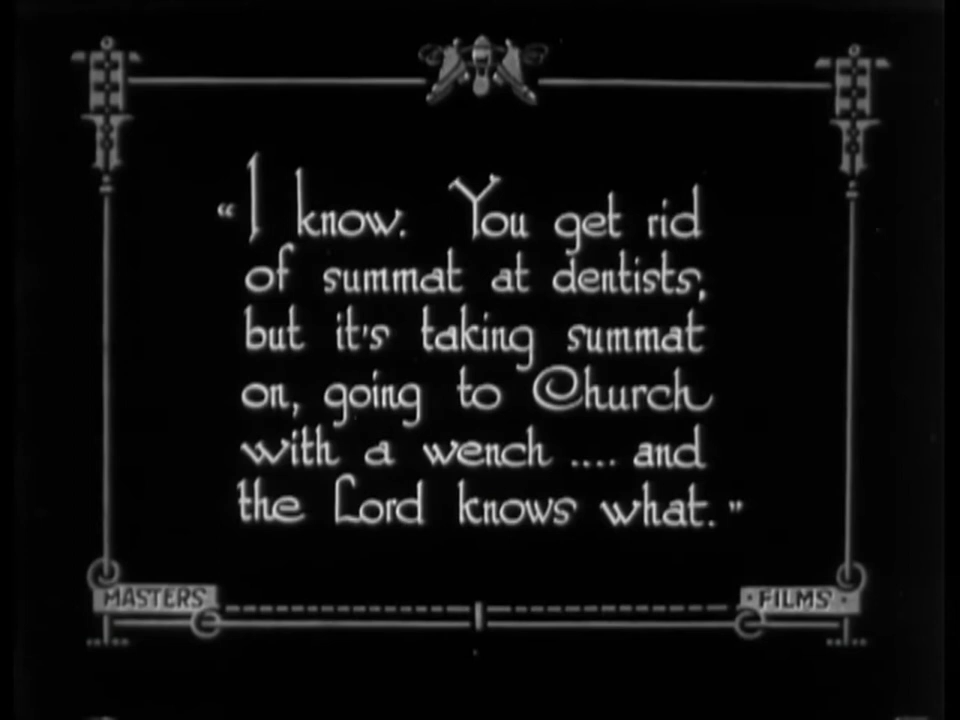 “I know. You get rid
of summat at dentists,
but it's taking summat
on, going to Church
with a wench .... and
the Lord knows what.”
MASTERS
· FILMS ·